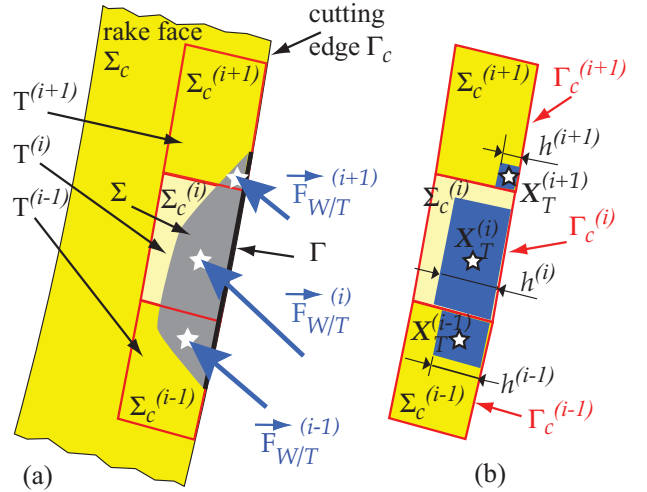 rake face
Σc
cutting
edge Γc
Σc(i+1)
T(i+1)
T(i)
T(i-1)
Σ
Σc(i)
F W/T (i+1)
Γ
F W/T (i)
Σc(i-1)
F W/T (i-1)
(a)
Σc(i+1)
Γc(i+1)
h(i+1)
XT(i+1)
Σc(i)
Γc(i)
XT(i)
h(i)
XT(i-1)
h(i-1)
Σc(i-1)
Γc(i-1)
(b)